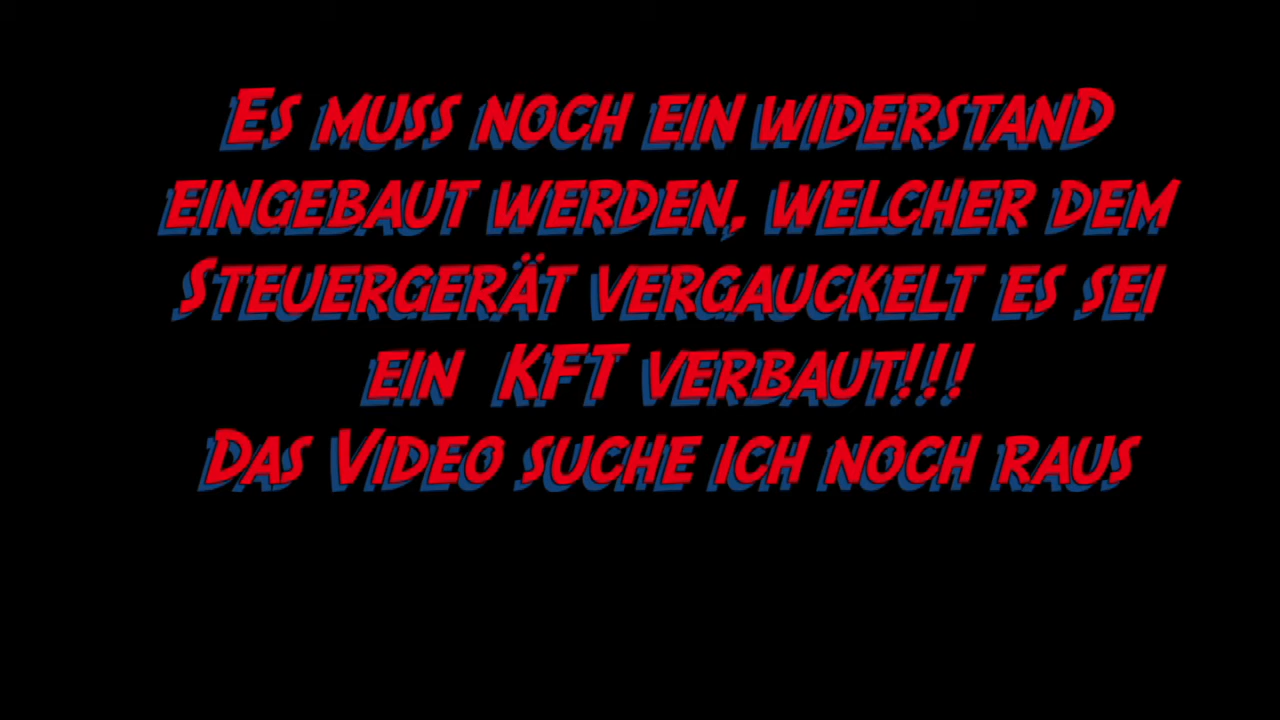 Es muss noch ein widerstanD
eingebaut werden, welcher dem
Steuergerät vergauckelt es sei
ein KFT verbaut!!!
Das Video suche ich noch raus